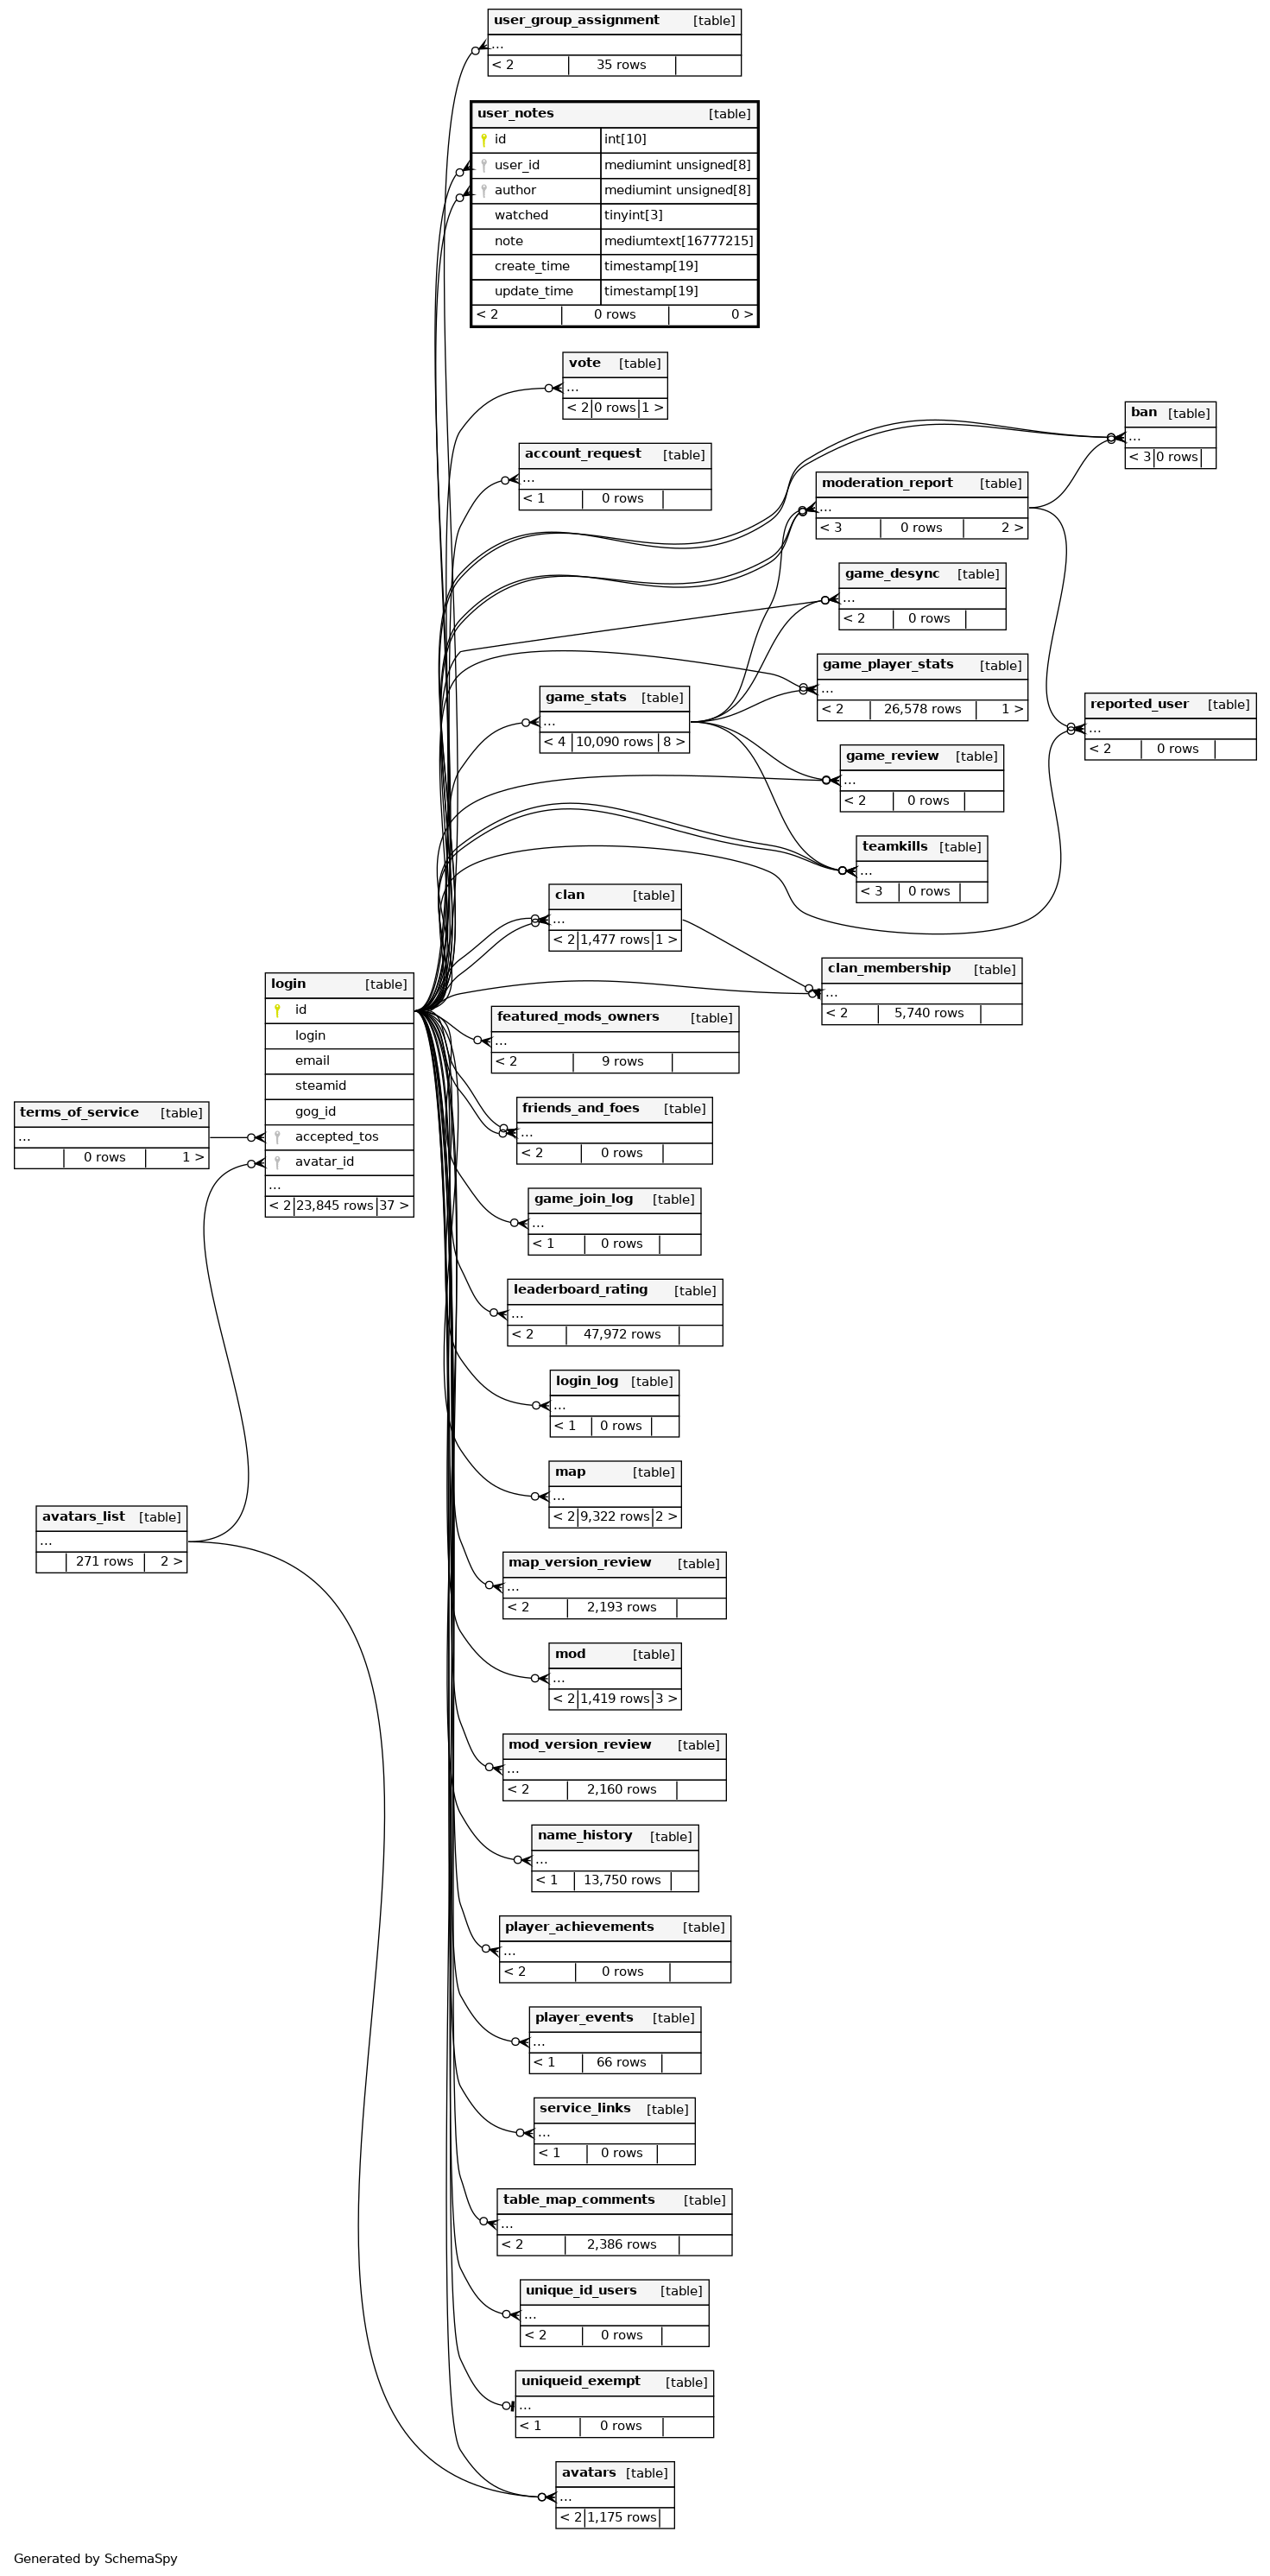 user_group_assignment [table]
...
< 2 35 rows
user_notes [table]
id int[10]
user_id mediumint unsigned[8]
author mediumint unsigned[8]
watched tinyint[3]
note mediumtext[16777215]
create_time timestamp[19]
update_time timestamp[19]
< 2 0 rows 0 >
vote [table]
...
< 2 0 rows 1 >
ban [table]
...
< 3 0 rows
account_request [table]
...
< 1 0 rows
moderation_report [table]
...
< 3 0 rows 2 >
game_desync [table]
...
< 2 0 rows
game_player_stats [table]
...
< 2 26,578 rows 1 >
game_stats [table]
...
< 4 10,090 rows 8 >
reported_user [table]
...
< 2 0 rows
game_review [table]
...
< 2 0 rows
teamkills [table]
...
< 3 0 rows
clan [table]
...
< 2 1,477 rows 1 >
clan_membership [table]
...
< 2 5,740 rows
login [table]
id
login
email
steamid
gog_id
accepted_tos
avatar_id
...
< 2 23,845 rows 37 >
featured_mods_owners [table]
...
< 2 9 rows
terms_of_service [table]
...
0 rows 1 >
friends_and_foes [table]
...
< 2 0 rows
game_join_log [table]
...
< 1 0 rows
leaderboard_rating [table]
...
< 2 47,972 rows
login_log [table]
...
< 1 0 rows
map [table]
...
< 2 9,322 rows 2 >
avatars_list [table]
...
271 rows 2 >
map_version_review [table]
...
< 2 2,193 rows
mod [table]
...
< 2 1,419 rows 3 >
mod_version_review [table]
...
< 2 2,160 rows
name_history [table]
...
< 1 13,750 rows
player_achievements [table]
...
< 2 0 rows
player_events [table]
...
< 1 66 rows
service_links [table]
...
< 1 0 rows
table_map_comments [table]
...
< 2 2,386 rows
unique_id_users [table]
...
< 2 0 rows
uniqueid_exempt [table]
...
< 1 0 rows
avatars [table]
...
< 2 1,175 rows
Generated by SchemaSpy